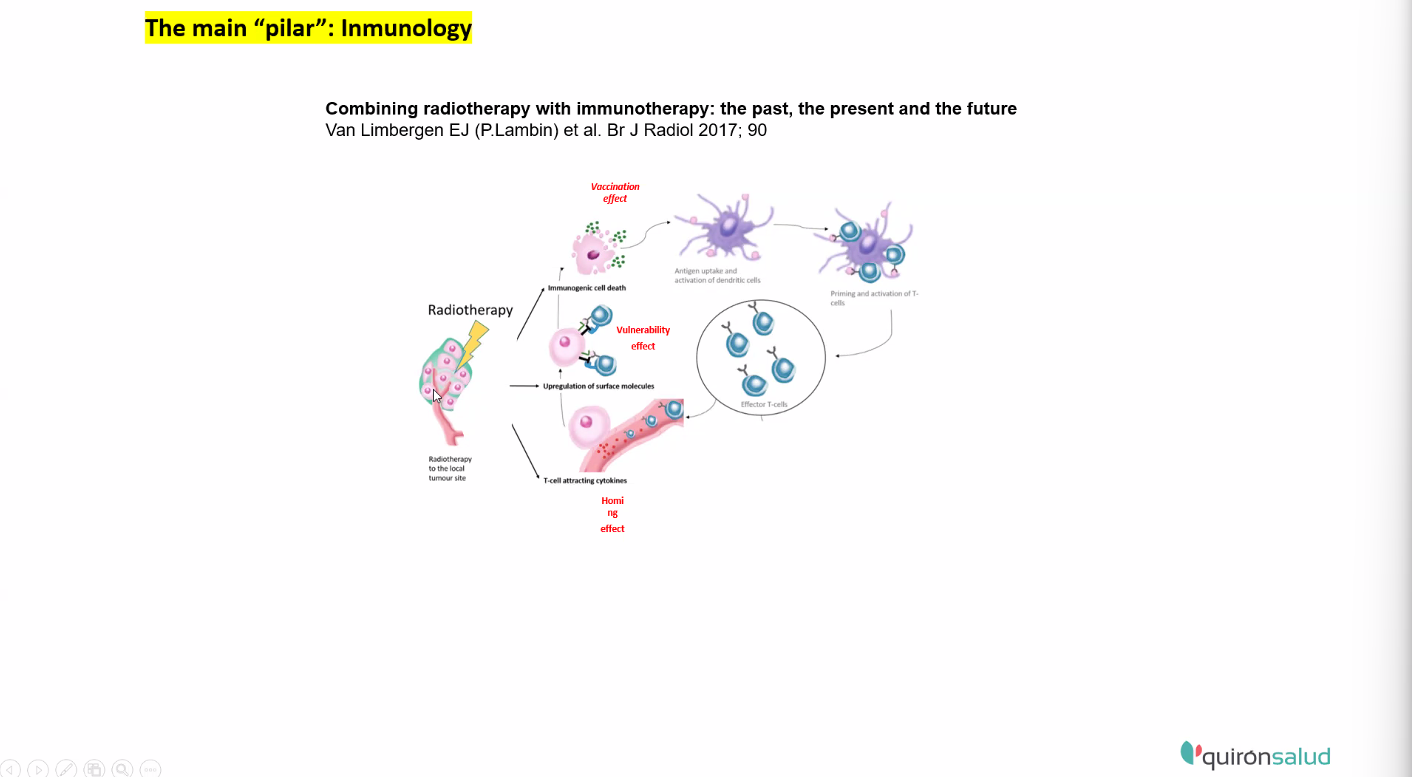 The main “pilar”: Inmunology
Combining radiotherapy with immunotherapy: the past, the present and the future
Van Limbergen EJ (P.Lambin) et al. Br J Radiol 2017; 90
Vaccination
effect
Antigen uptake and
activation of dendritic cells
Immunogenic cell death
Priming and activation of T-
cells
Radiotherapy
Vulnerability
effect
Upregulation of surface molecules
Effector T-cells
Radiotherapy
to the local
tumour site
T-cell attracting cytokines
Homi
ng
effect
quirónsalud